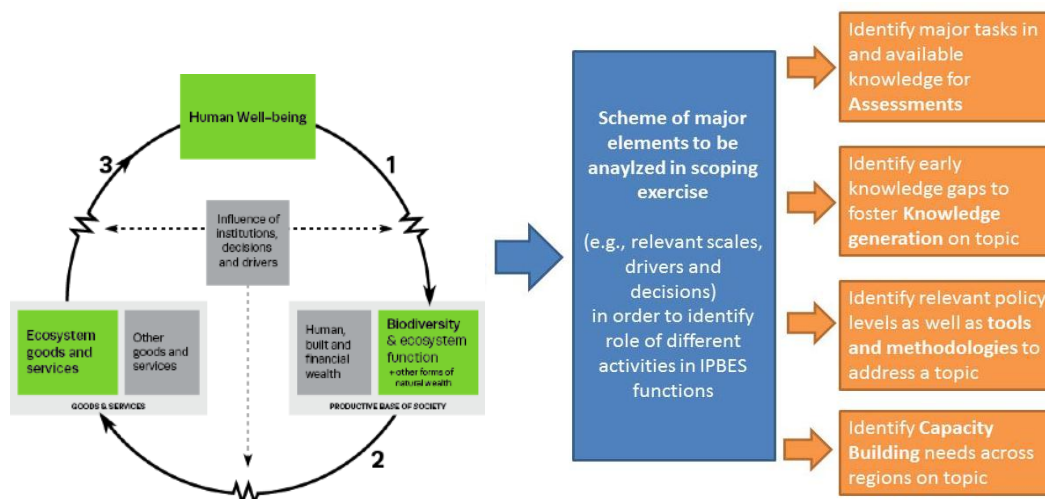 Human Well-being
3
1
Influence of
institutions,
decisions
and drivers
Ecosystem
goods and
services
Other
goods and
services
GOODS & SERVICES
Human,
built and
financial
wealth
Biodiversity
& ecosystem
function
+ other forms of
natural wealth
PRODUCTIVE BASE OF SOCIETY
2
Scheme of major
elements to be
anaylzed in scoping
exercise
(e.g., relevant scales,
drivers and
decisions)
in order to identify
role of different
activities in IPBES
functions
Identify major tasks in
and available
knowledge for
Assessments
Identify early
knowledge gaps to
foster Knowledge
generation on topic
Identify relevant policy
levels as well as tools
and methodologies to
address a topic
Identify Capacity
Building needs across
regions on topic